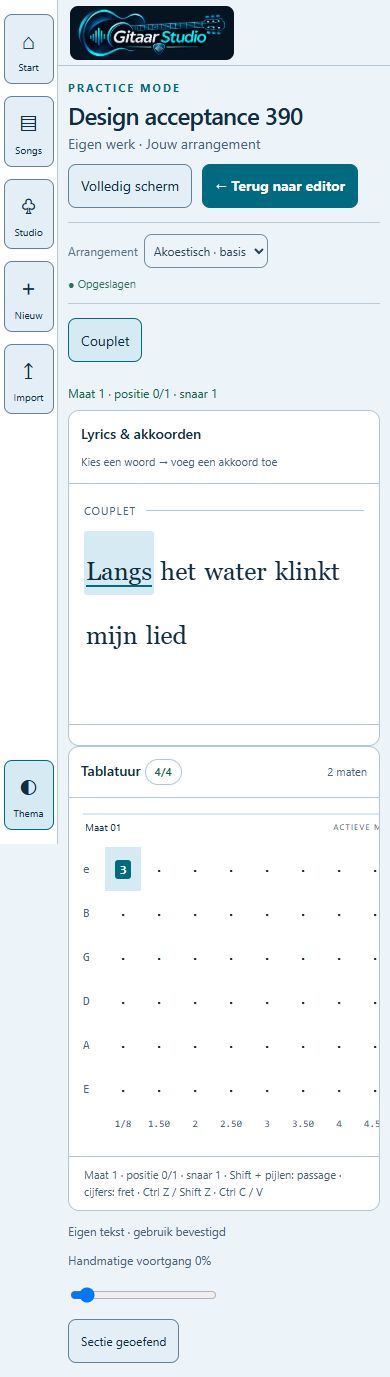 Gitaar Studio
Start
Songs
Studio
Nieuw
Import
Thema
PRACTICE MODE
Design acceptance 390
Eigen werk · Jouw arrangement
Volledig scherm
← Terug naar editor
Arrangement Akoestisch · basis
● Opgeslagen
Couplet
Maat 1 · positie 0/1 · snaar 1
Lyrics & akkoorden
Kies een woord → voeg een akkoord toe
COUPLET
Langs het water klinkt
mijn lied
Tablatuur 4/4 2 maten
Maat 01 ACTIEVE M
e 3 · · · · · · ·
B · · · · · · · ·
G · · · · · · · ·
D · · · · · · · ·
A · · · · · · · ·
E · · · · · · · ·
1/8 1.50 2 2.50 3 3.50 4 4.5
Maat 1 · positie 0/1 · snaar 1 · Shift + pijlen: passage ·
cijfers: fret · Ctrl Z / Shift Z · Ctrl C / V
Eigen tekst · gebruik bevestigd
Handmatige voortgang 0%
Sectie geoefend